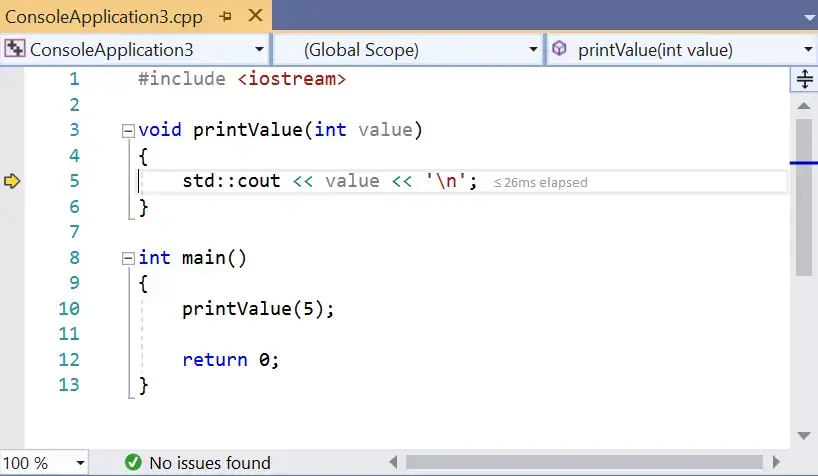 ConsoleApplication3.cpp
ConsoleApplication3 (Global Scope) printValue(int value)
1 #include <iostream>
2
3 void printValue(int value)
4 {
5 std::cout << value << '\n'; ≤26ms elapsed
6 }
7
8 int main()
9 {
10 printValue(5);
11
12 return 0;
13 }
100 % No issues found